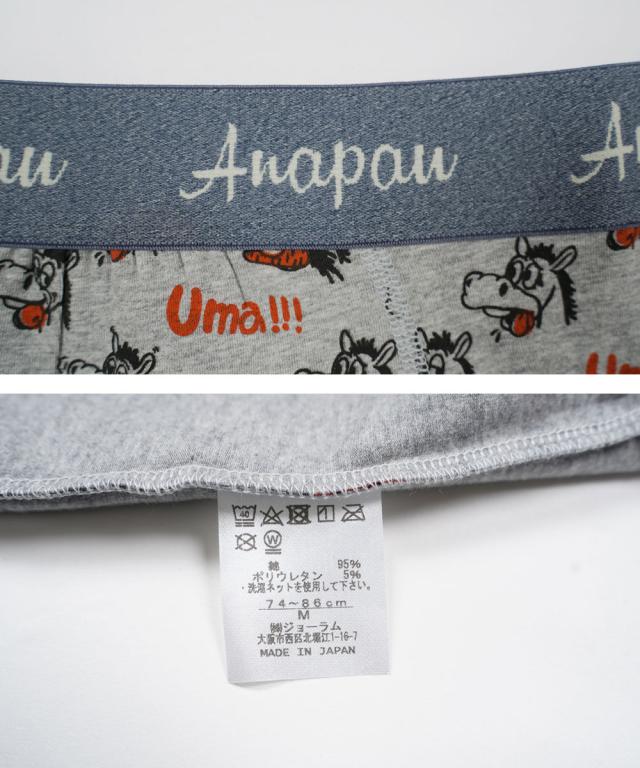 au Anapau A
Uma!!!
U
40
W
綿 95%
ポリウレタン 5%
・洗濯ネットを使用して下さい。
74~86cm
M
㈱ジョーラム
大阪市西区北堀江1-16-7
MADE IN JAPAN